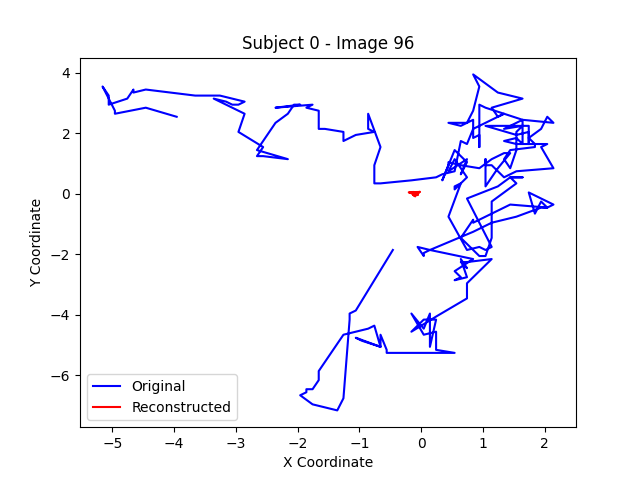 Subject 0 - Image 96
Y Coordinate
4
2
0
−2
−4
−6
Original
Reconstructed
−5 −4 −3 −2 −1 0 1 2
X Coordinate